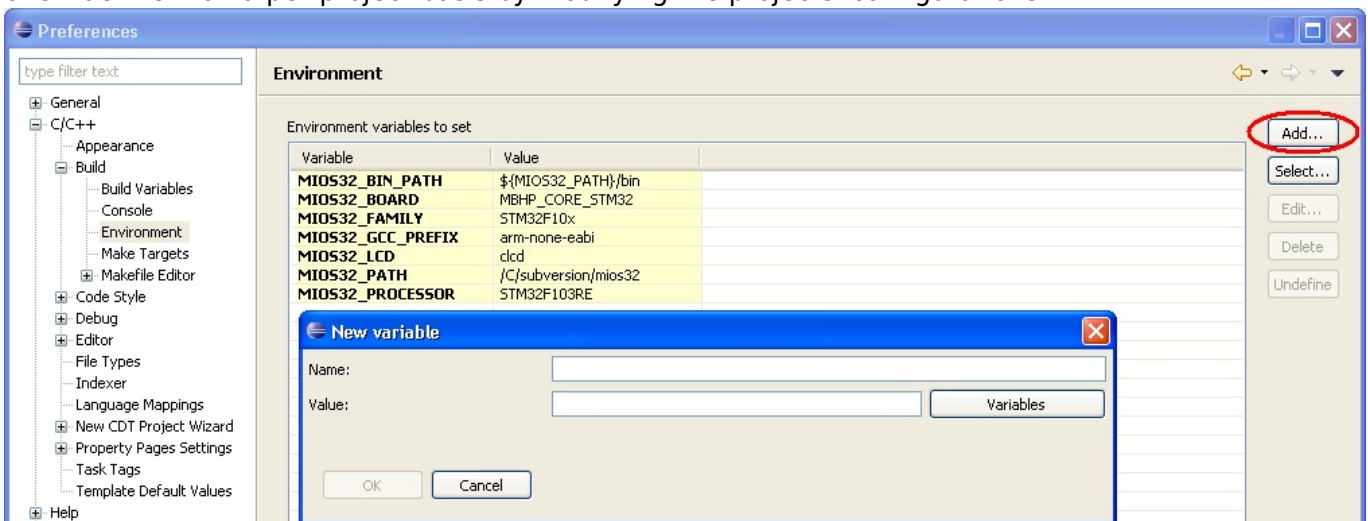 Preferences
type filter text
Environment
General
C/C++
Appearance
Build
Build Variables
Console
Environment
Make Targets
Makefile Editor
Code Style
Debug
Editor
File Types
Indexer
Language Mappings
New CDT Project Wizard
Property Pages Settings
Task Tags
Template Default Values
Help
Environment variables to set
Variable Value
MIOS32_BIN_PATH ${MIOS32_PATH}/bin
MIOS32_BOARD MBHP_CORE_STM32
MIOS32_FAMILY STM32F10x
MIOS32_GCC_PREFIX arm-none-eabi
MIOS32_LCD clcd
MIOS32_PATH /C/subversion/mios32
MIOS32_PROCESSOR STM32F103RE
Add...
Select...
Edit...
Delete
Undefine
New variable
Name:
Value:
Variables
OK Cancel